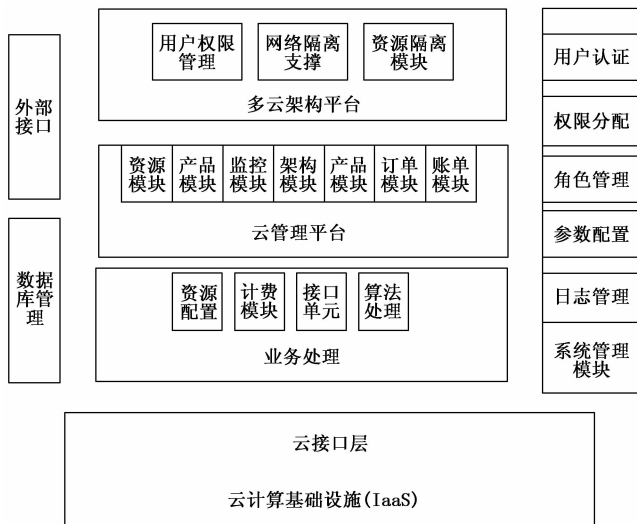 外部
接口
数据
库管
理
用户权限
管理
网络隔离
支撑
资源隔离
模块
多云架构平台
资源
模块
产品
模块
监控
模块
架构
模块
产品
模块
订单
模块
账单
模块
云管理平台
资源
配置
计费
模块
接口
单元
算法
处理
业务处理
用户认证
权限分配
角色管理
参数配置
日志管理
系统管理
模块
云接口层
云计算基础设施(IaaS)